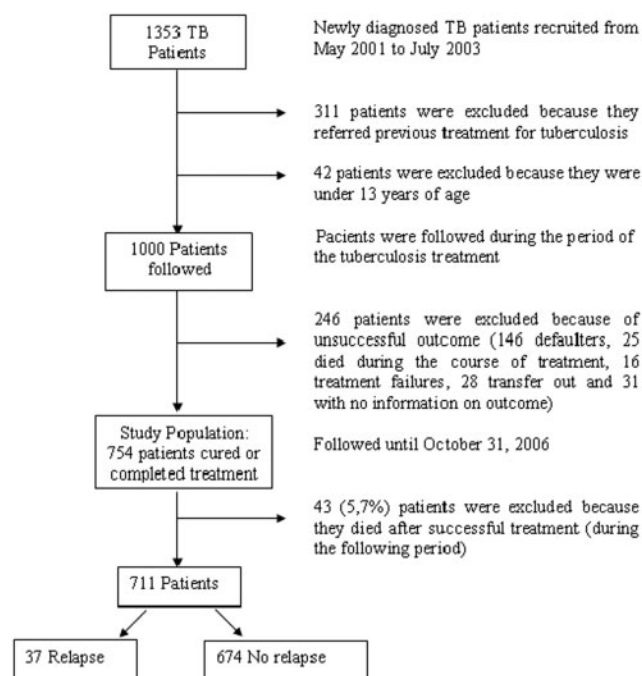 1353 TB
Patients
Newly diagnosed TB patients recruited from
May 2001 to July 2003
311 patients were excluded because they
referred previous treatment for tuberculosis
42 patients were excluded because they were
under 13 years of age
1000 Patients
followed
Pacients were followed during the period of
the tuberculosis treatment
246 patients were excluded because of
unsuccessful outcome (146 defaulters, 25
died during the course of treatment, 16
treatment failures, 28 transfer out and 31
with no information on outcome)
Study Population:
754 patients cured or
completed treatment
Followed until October 31, 2006
43 (5,7%) patients were excluded because
they died after successful treatment (during
the following period)
711 Patients
37 Relapse
674 No relapse